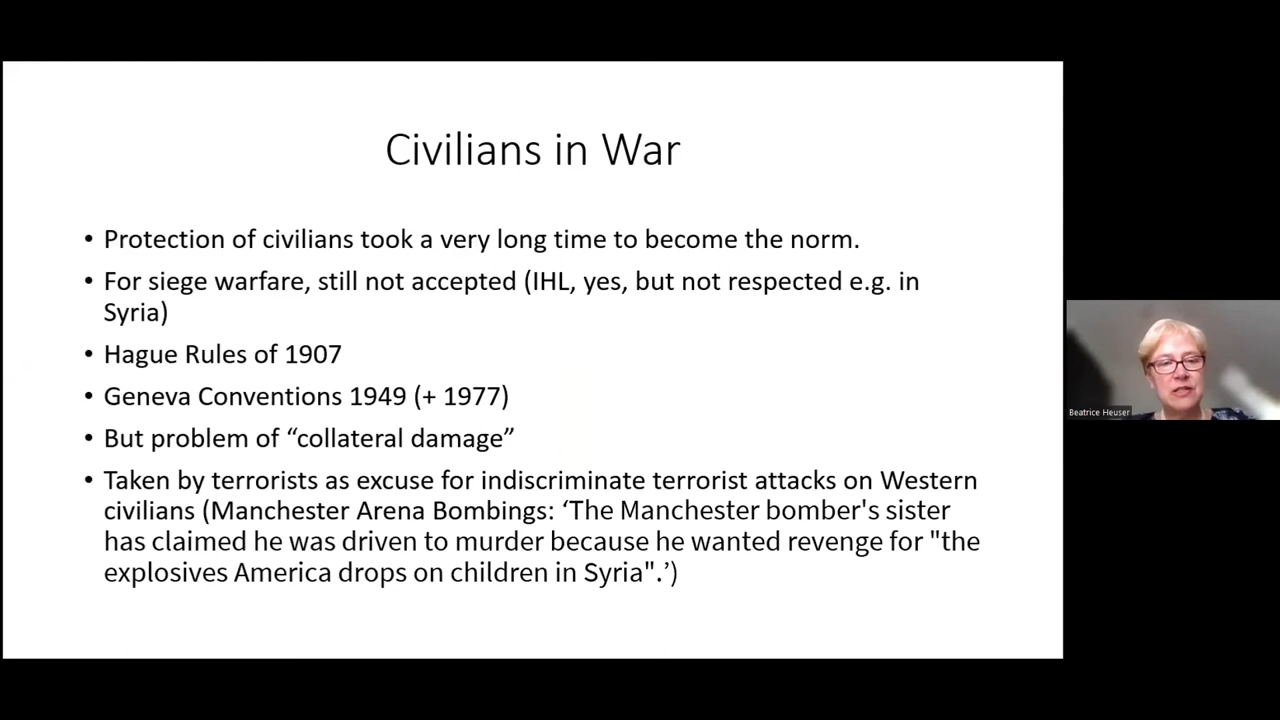 Civilians in War
• Protection of civilians took a very long time to become the norm.
• For siege warfare, still not accepted (IHL, yes, but not respected e.g. in
Syria)
• Hague Rules of 1907
• Geneva Conventions 1949 (+ 1977)
• But problem of “collateral damage”
• Taken by terrorists as excuse for indiscriminate terrorist attacks on Western
civilians (Manchester Arena Bombings: ‘The Manchester bomber's sister
has claimed he was driven to murder because he wanted revenge for "the
explosives America drops on children in Syria".’)
Beatrice Heuser